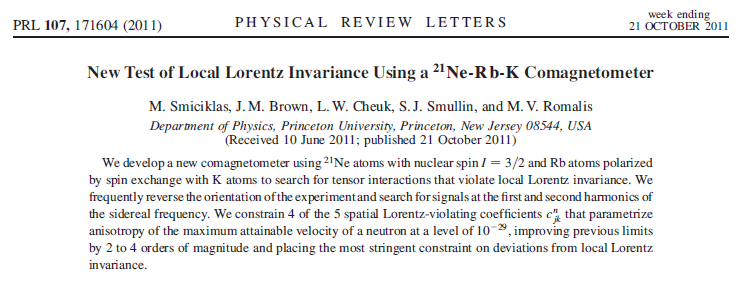 week ending
PRL 107, 171604 (2011) PHYSICAL REVIEW LETTERS 21 OCTOBER 2011
New Test of Local Lorentz Invariance Using a ²¹Ne-Rb-K Comagnetometer
M. Smiciklas, J. M. Brown, L. W. Cheuk, S. J. Smullin, and M. V. Romalis
Department of Physics, Princeton University, Princeton, New Jersey 08544, USA
(Received 10 June 2011; published 21 October 2011)
We develop a new comagnetometer using ²¹Ne atoms with nuclear spin I = 3/2 and Rb atoms polarized
by spin exchange with K atoms to search for tensor interactions that violate local Lorentz invariance. We
frequently reverse the orientation of the experiment and search for signals at the first and second harmonics of
the sidereal frequency. We constrain 4 of the 5 spatial Lorentz-violating coefficients cⁿⱼₖ that parametrize
anisotropy of the maximum attainable velocity of a neutron at a level of 10⁻²⁹, improving previous limits
by 2 to 4 orders of magnitude and placing the most stringent constraint on deviations from local Lorentz
invariance.